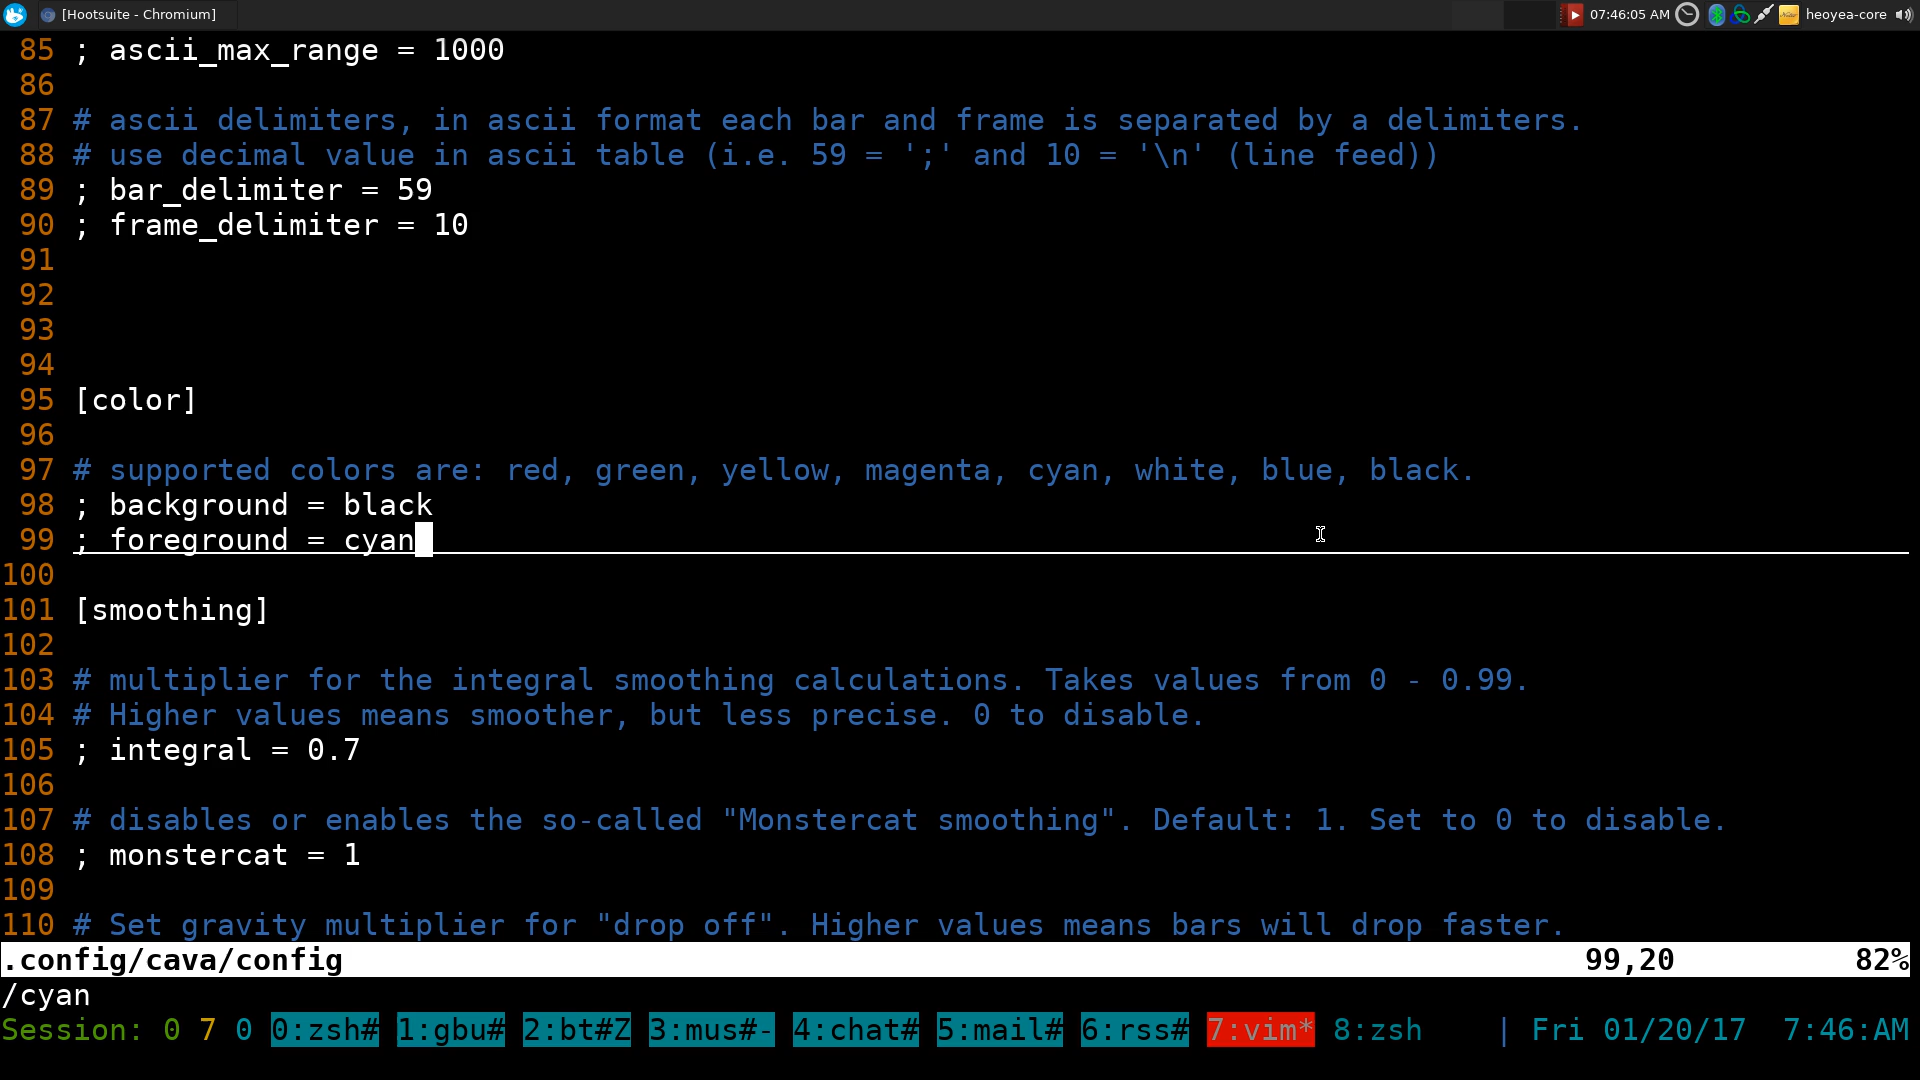 [Hootsuite - Chromium] 07:46:05 AM heoyea-core
85 ; ascii_max_range = 1000
86
87 # ascii delimiters, in ascii format each bar and frame is separated by a delimiters.
88 # use decimal value in ascii table (i.e. 59 = ';' and 10 = '\n' (line feed))
89 ; bar_delimiter = 59
90 ; frame_delimiter = 10
91
92
93
94
95 [color]
96
97 # supported colors are: red, green, yellow, magenta, cyan, white, blue, black.
98 ; background = black
99 ; foreground = cyan
100
101 [smoothing]
102
103 # multiplier for the integral smoothing calculations. Takes values from 0 - 0.99.
104 # Higher values means smoother, but less precise. 0 to disable.
105 ; integral = 0.7
106
107 # disables or enables the so-called "Monstercat smoothing". Default: 1. Set to 0 to disable.
108 ; monstercat = 1
109
110 # Set gravity multiplier for "drop off". Higher values means bars will drop faster.
.config/cava/config 99,20 82%
/cyan
Session: 0 7 0 0:zsh# 1:gbu# 2:bt#Z 3:mus#- 4:chat# 5:mail# 6:rss# 7:vim* 8:zsh | Fri 01/20/17 7:46:AM